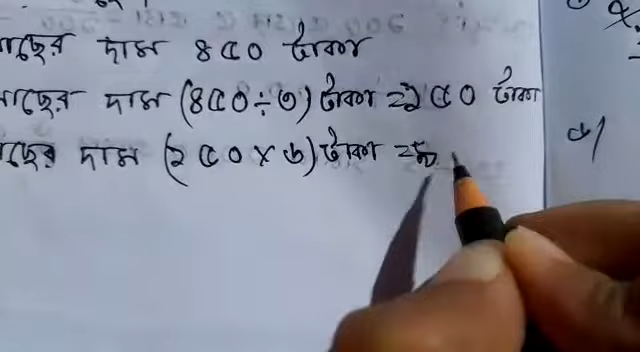 মাছের দাম ৪৫০ টাকা
মাছের দাম (৪৫০÷৩) টাকা =১৫০ টাকা
মাছের দাম (১৫০×৬) টাকা =